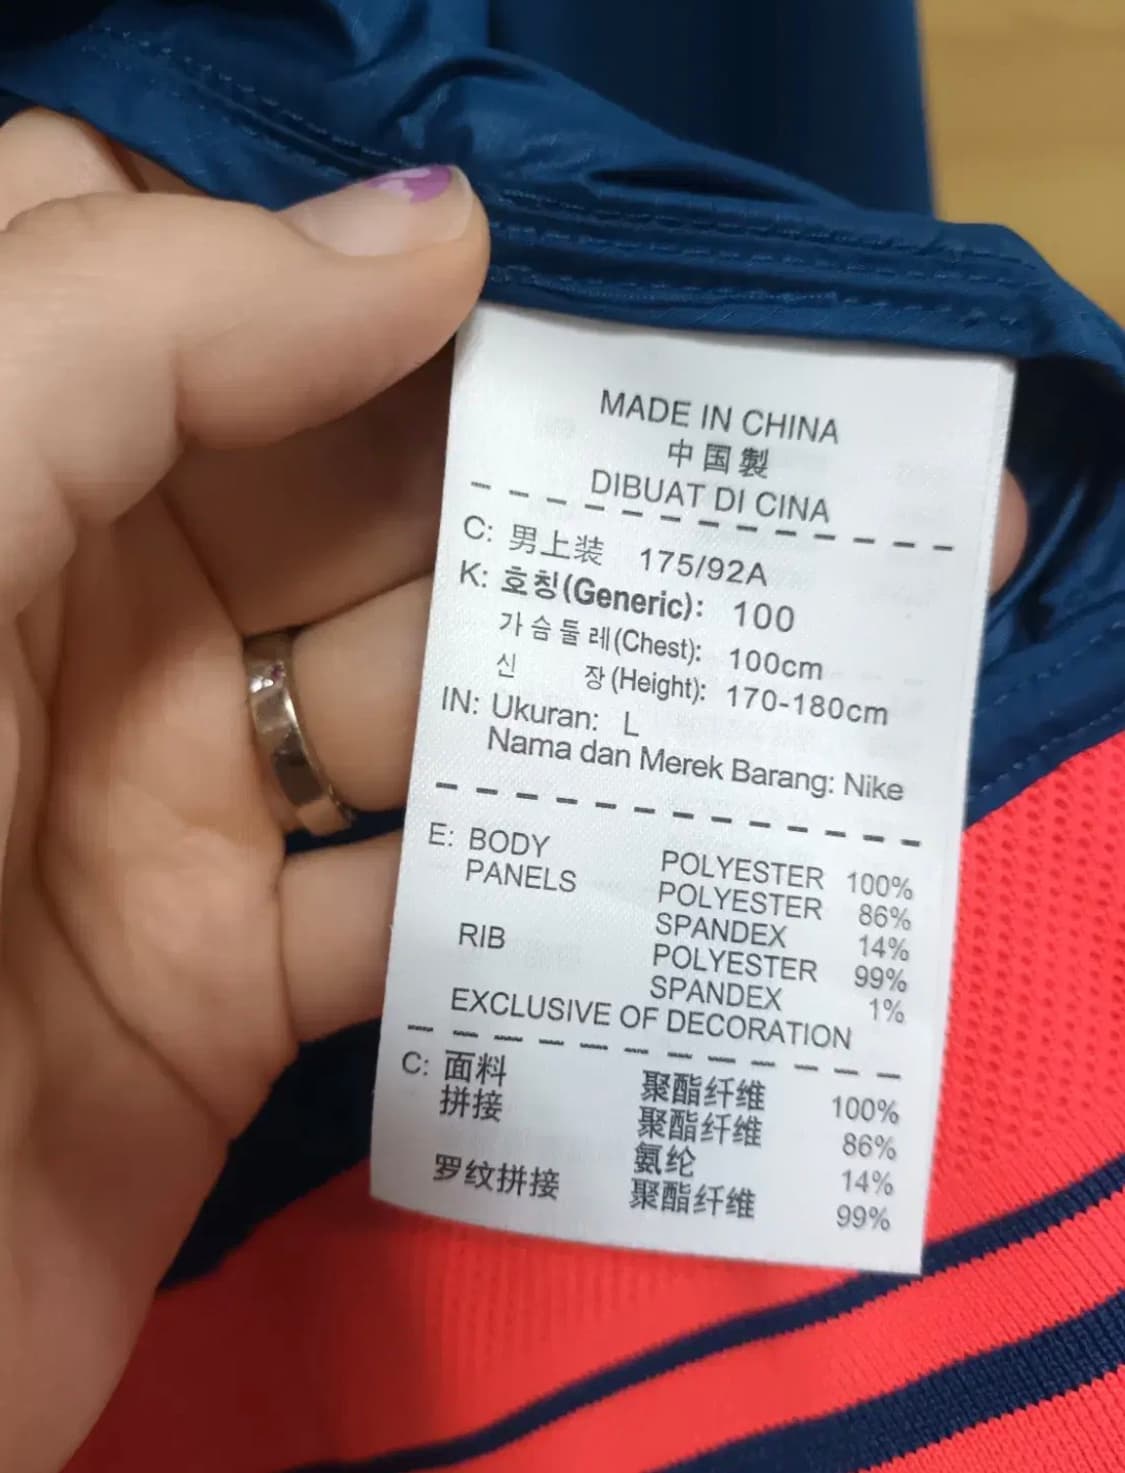 MADE IN CHINA
中国製
DIBUAT DI CINA
C: 男上装 175/92A
K: 호칭(Generic): 100
가슴둘레(Chest): 100cm
신 장(Height): 170-180cm
IN: Ukuran: L
Nama dan Merek Barang: Nike
E: BODY POLYESTER 100%
PANELS POLYESTER 86%
SPANDEX 14%
RIB POLYESTER 99%
SPANDEX 1%
EXCLUSIVE OF DECORATION
C: 面料 聚酯纤维 100%
拼接 聚酯纤维 86%
氨纶 14%
罗纹拼接 聚酯纤维 99%